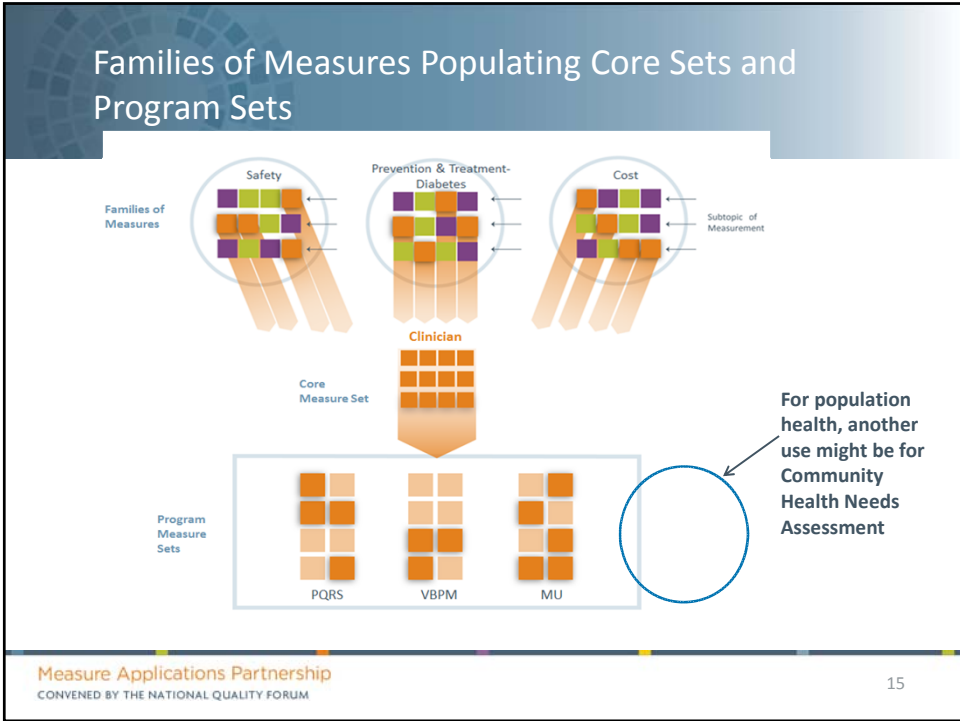 Families of Measures Populating Core Sets and
Program Sets
Safety
Prevention & Treatment-
Diabetes
Cost
Families of
Measures
Subtopic of
Measurement
Clinician
Core
Measure Set
For population
health, another
use might be for
Community
Health Needs
Assessment
Program
Measure
Sets
PQRS
VBPM
MU
Measure Applications Partnership
CONVENED BY THE NATIONAL QUALITY FORUM
15